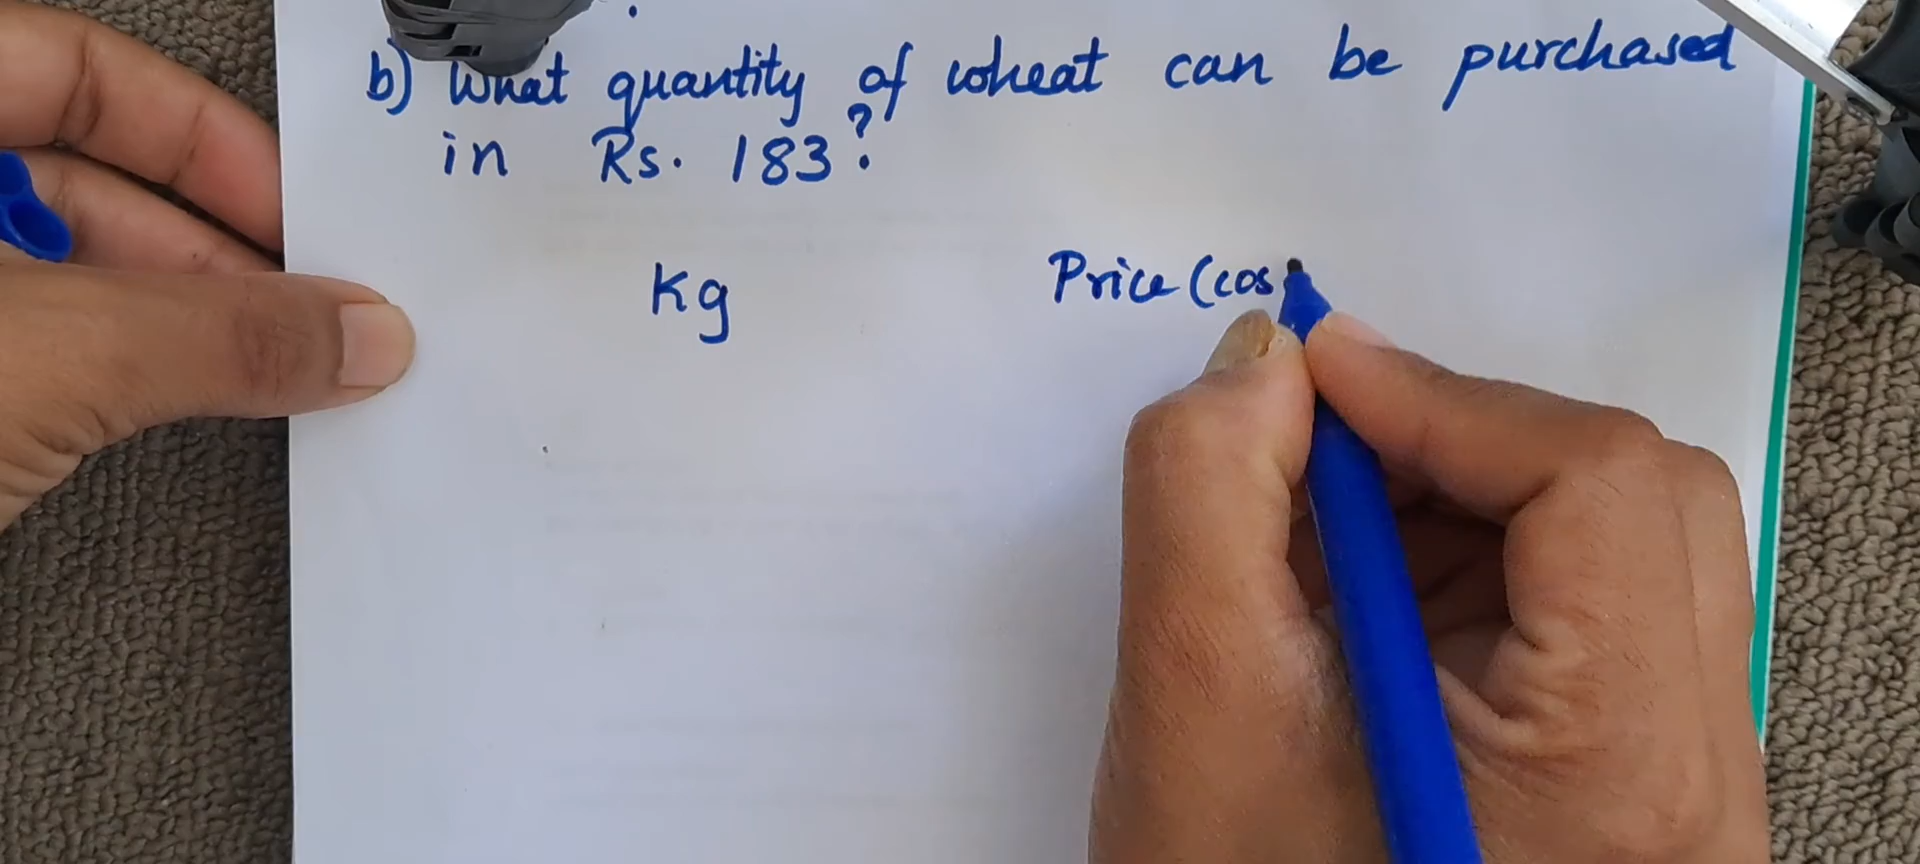 b) What quantity of wheat can be purchased
in Rs. 183?
Kg Price (cos